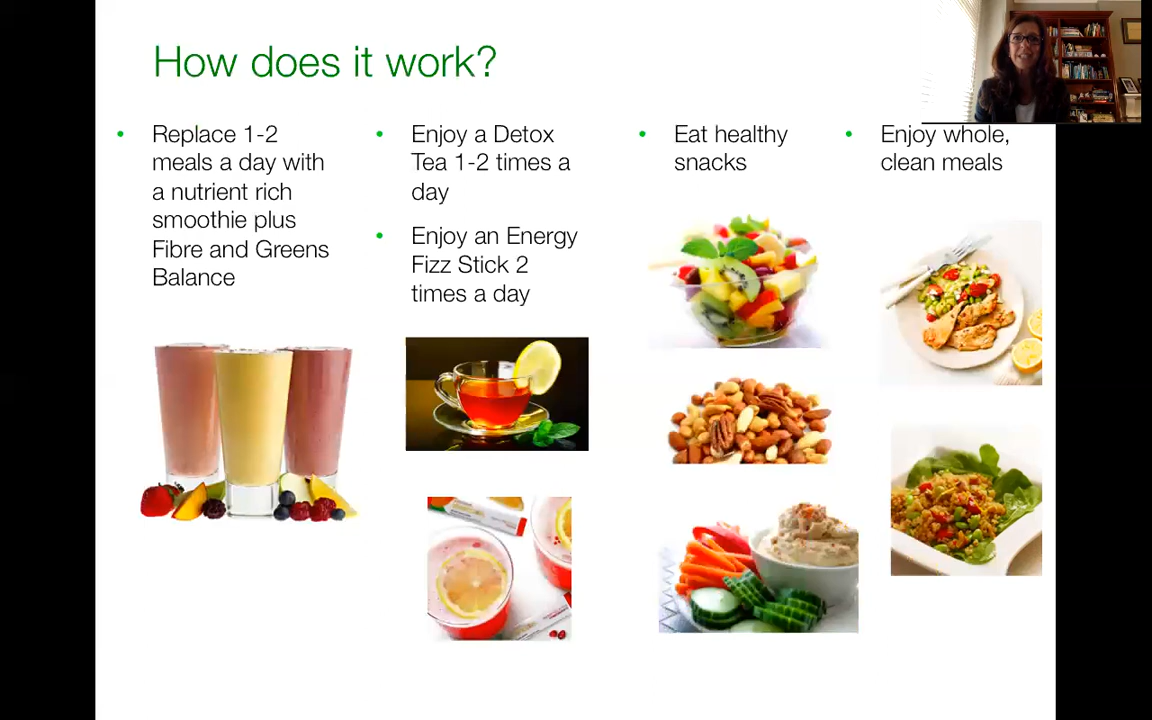 How does it work?
• Replace 1-2
meals a day with
a nutrient rich
smoothie plus
Fibre and Greens
Balance
• Enjoy a Detox
Tea 1-2 times a
day
• Enjoy an Energy
Fizz Stick 2
times a day
• Eat healthy
snacks
• Enjoy whole,
clean meals